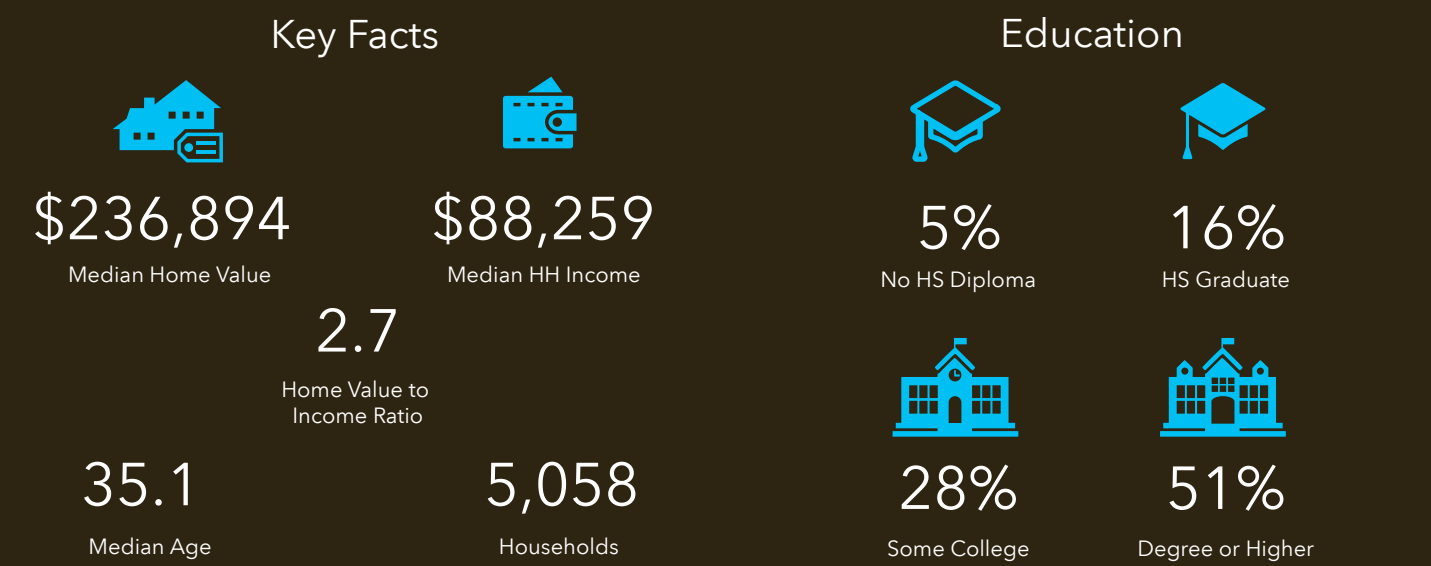 Key Facts
$236,894
Median Home Value
$88,259
Median HH Income
2.7
Home Value to
Income Ratio
35.1
Median Age
5,058
Households
Education
5%
No HS Diploma
16%
HS Graduate
28%
Some College
51%
Degree or Higher